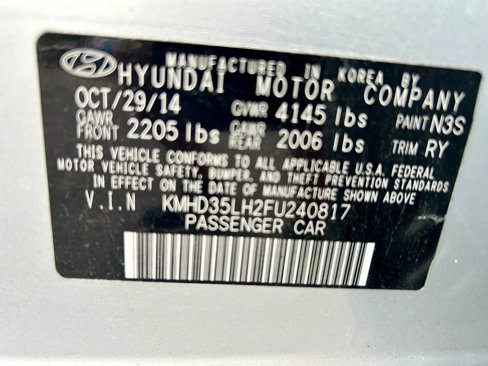 MANUFACTURED IN KOREA BY
HYUNDAI MOTOR COMPANY
OCT/29/14 GVWR 4145 lbs PAINT N3S
GAWR FRONT 2205 lbs GAWR REAR 2006 lbs TRIM RY
THIS VEHICLE CONFORMS TO ALL APPLICABLE U.S.A. FEDERAL
MOTOR VEHICLE SAFETY, BUMPER, AND THEFT PREVENTION STANDARDS
IN EFFECT ON THE DATE OF MANUFACTURE SHOWN ABOVE
V.I.N KMHD35LH2FU240817
PASSENGER CAR